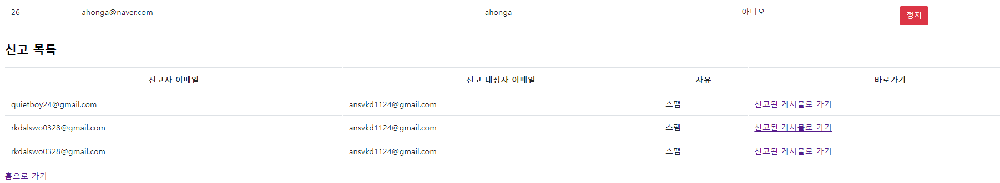 26 ahonga@naver.com ahonga 아니오 정지
신고 목록
신고자 이메일 신고 대상자 이메일 사유 바로가기
quietboy24@gmail.com ansvkd1124@gmail.com 스팸 신고된 게시물로 가기
rkdalswo0328@gmail.com ansvkd1124@gmail.com 스팸 신고된 게시물로 가기
rkdalswo0328@gmail.com ansvkd1124@gmail.com 스팸 신고된 게시물로 가기
홈으로 가기